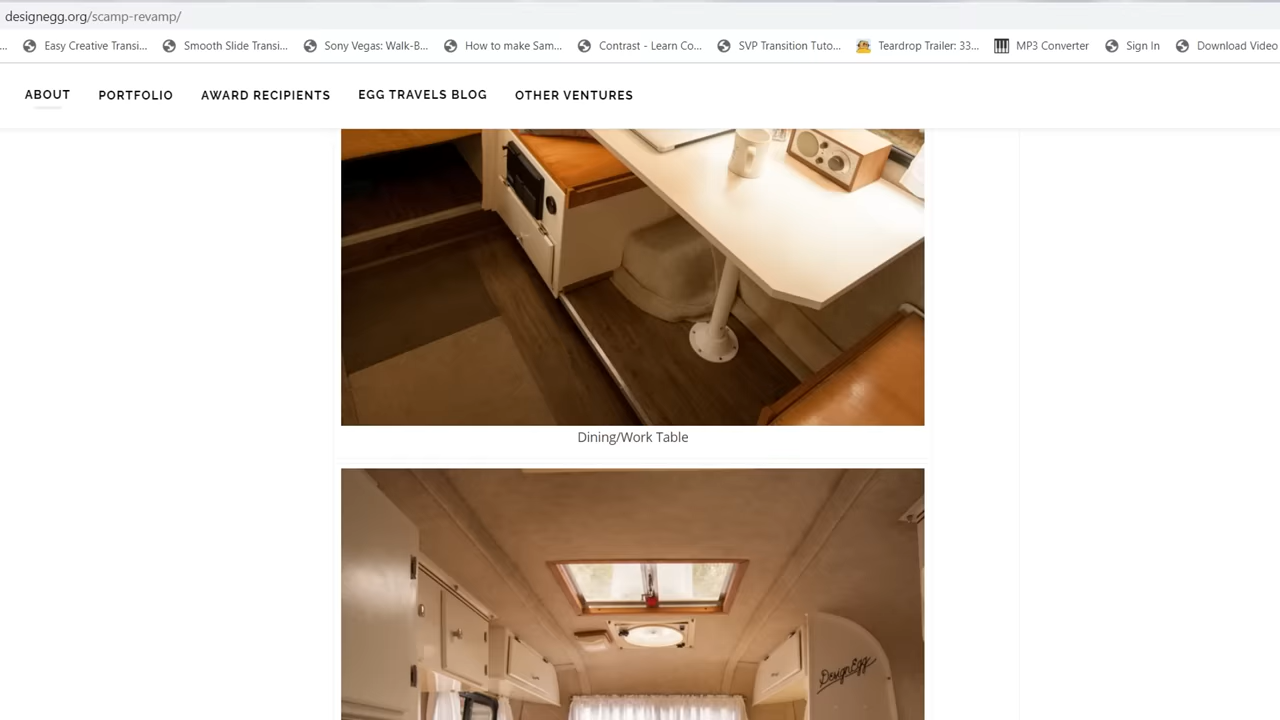 designegg.org/scamp-revamp/
... Easy Creative Transi... Smooth Slide Transi... Sony Vegas: Walk-B... How to make Sam... Contrast - Learn Co... SVP Transition Tuto... Teardrop Trailer: 33... MP3 Converter Sign In Download Video
ABOUT PORTFOLIO AWARD RECIPIENTS EGG TRAVELS BLOG OTHER VENTURES
Dining/Work Table
DesignEgg